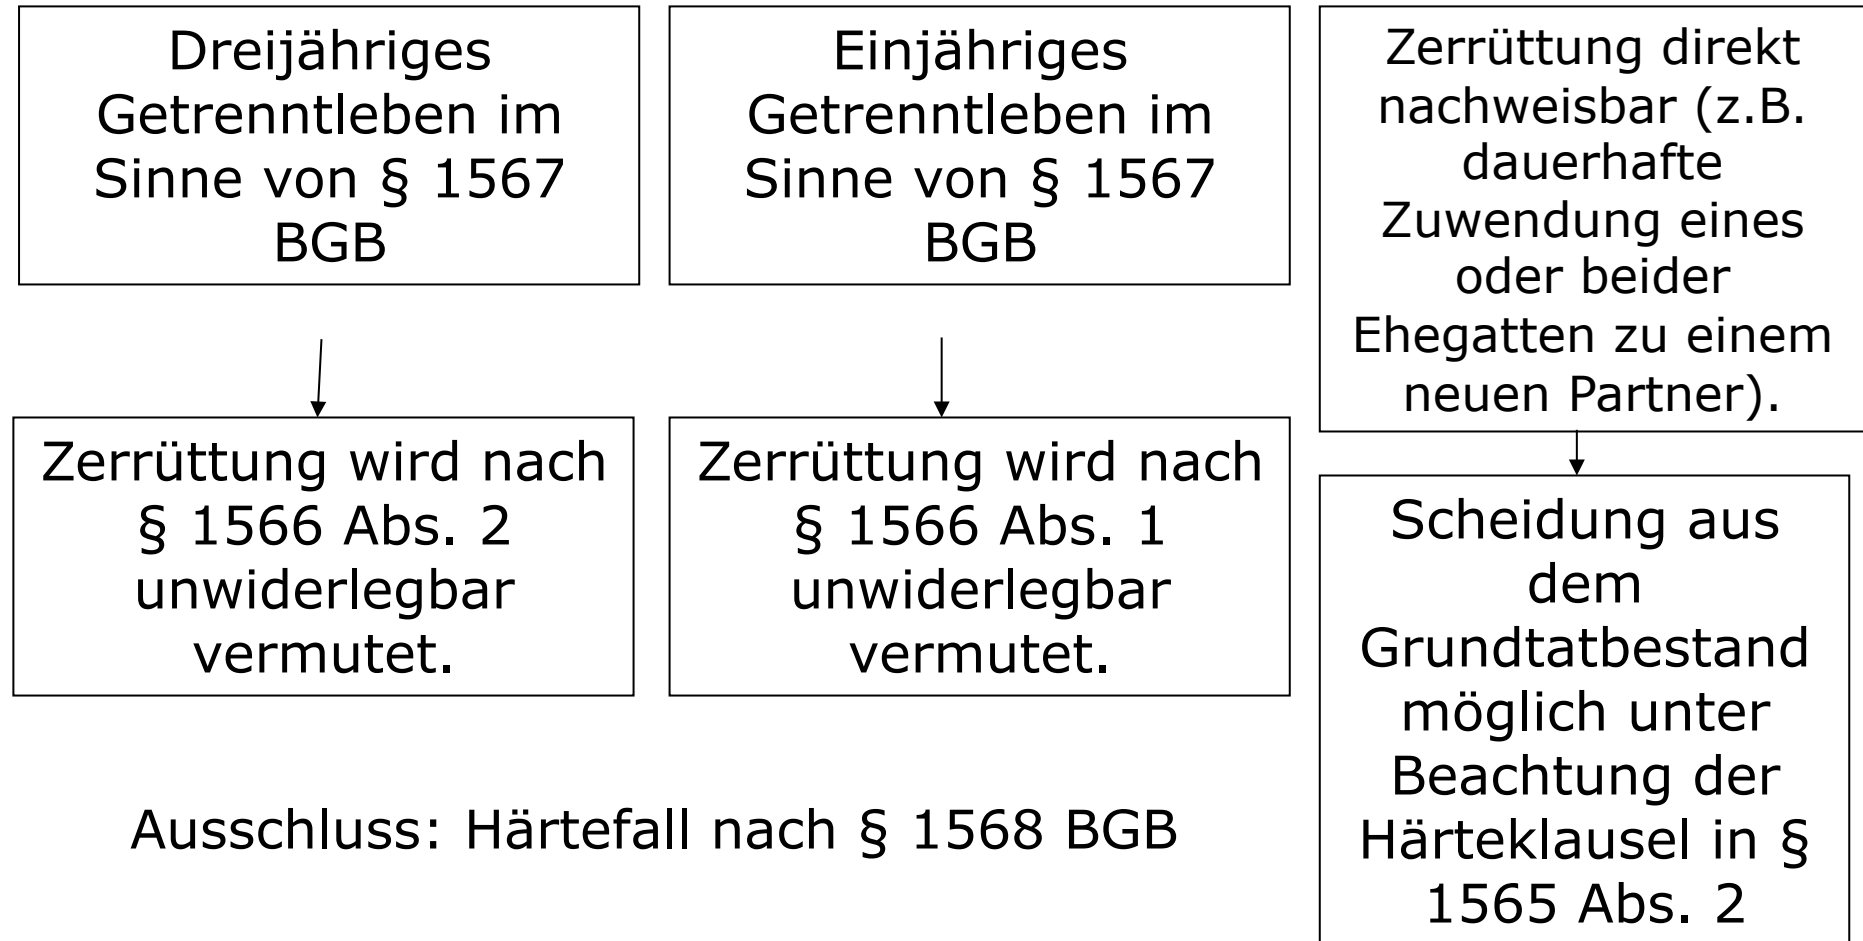 Dreijähriges
Getrenntleben im
Sinne von § 1567
BGB
Zerrüttung wird nach
§ 1566 Abs. 2
unwiderlegbar
vermutet.
Einjähriges
Getrenntleben im
Sinne von § 1567
BGB
Zerrüttung wird nach
§ 1566 Abs. 1
unwiderlegbar
vermutet.
Zerrüttung direkt
nachweisbar (z.B.
dauerhafte
Zuwendung eines
oder beider
Ehegatten zu einem
neuen Partner).
Scheidung aus
dem
Grundtatbestand
möglich unter
Beachtung der
Härteklausel in §
1565 Abs. 2
Ausschluss: Härtefall nach § 1568 BGB